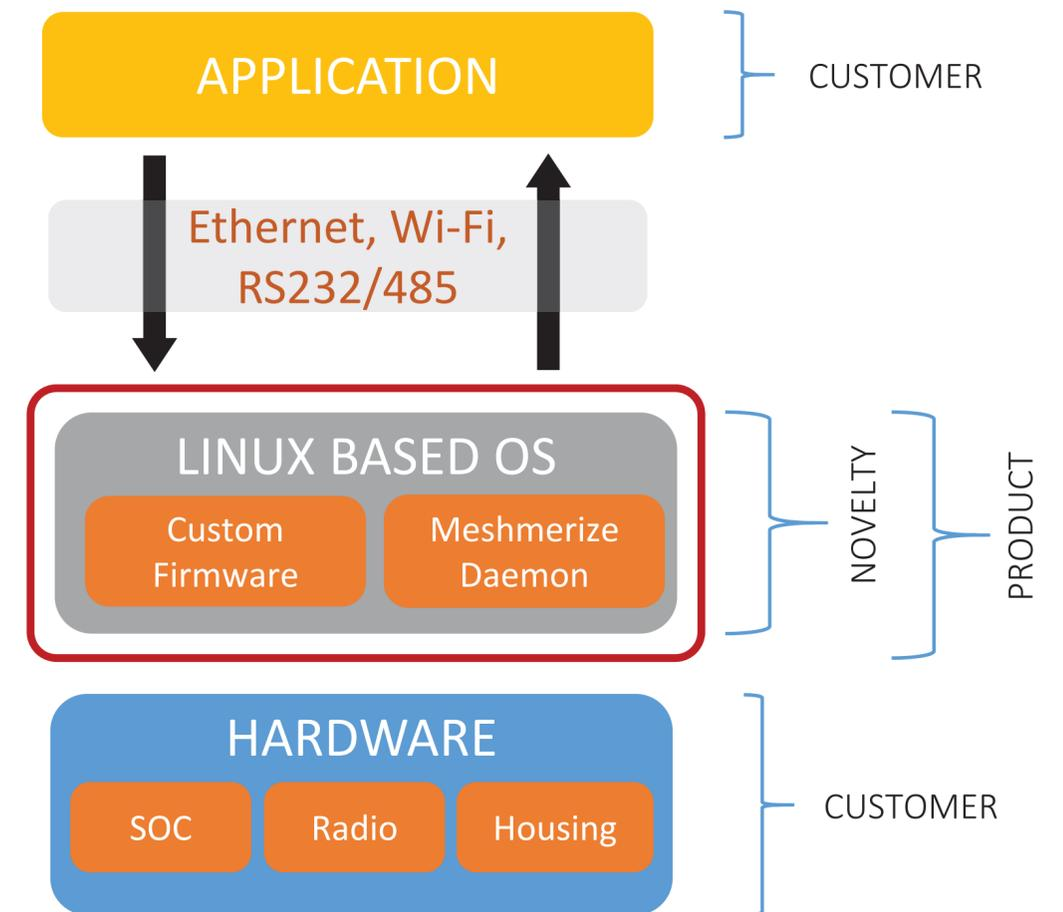 APPLICATION
CUSTOMER
Ethernet, Wi-Fi,
RS232/485
LINUX BASED OS
Custom
Firmware
Meshmerize
Daemon
NOVELTY
PRODUCT
HARDWARE
SOC
Radio
Housing
CUSTOMER